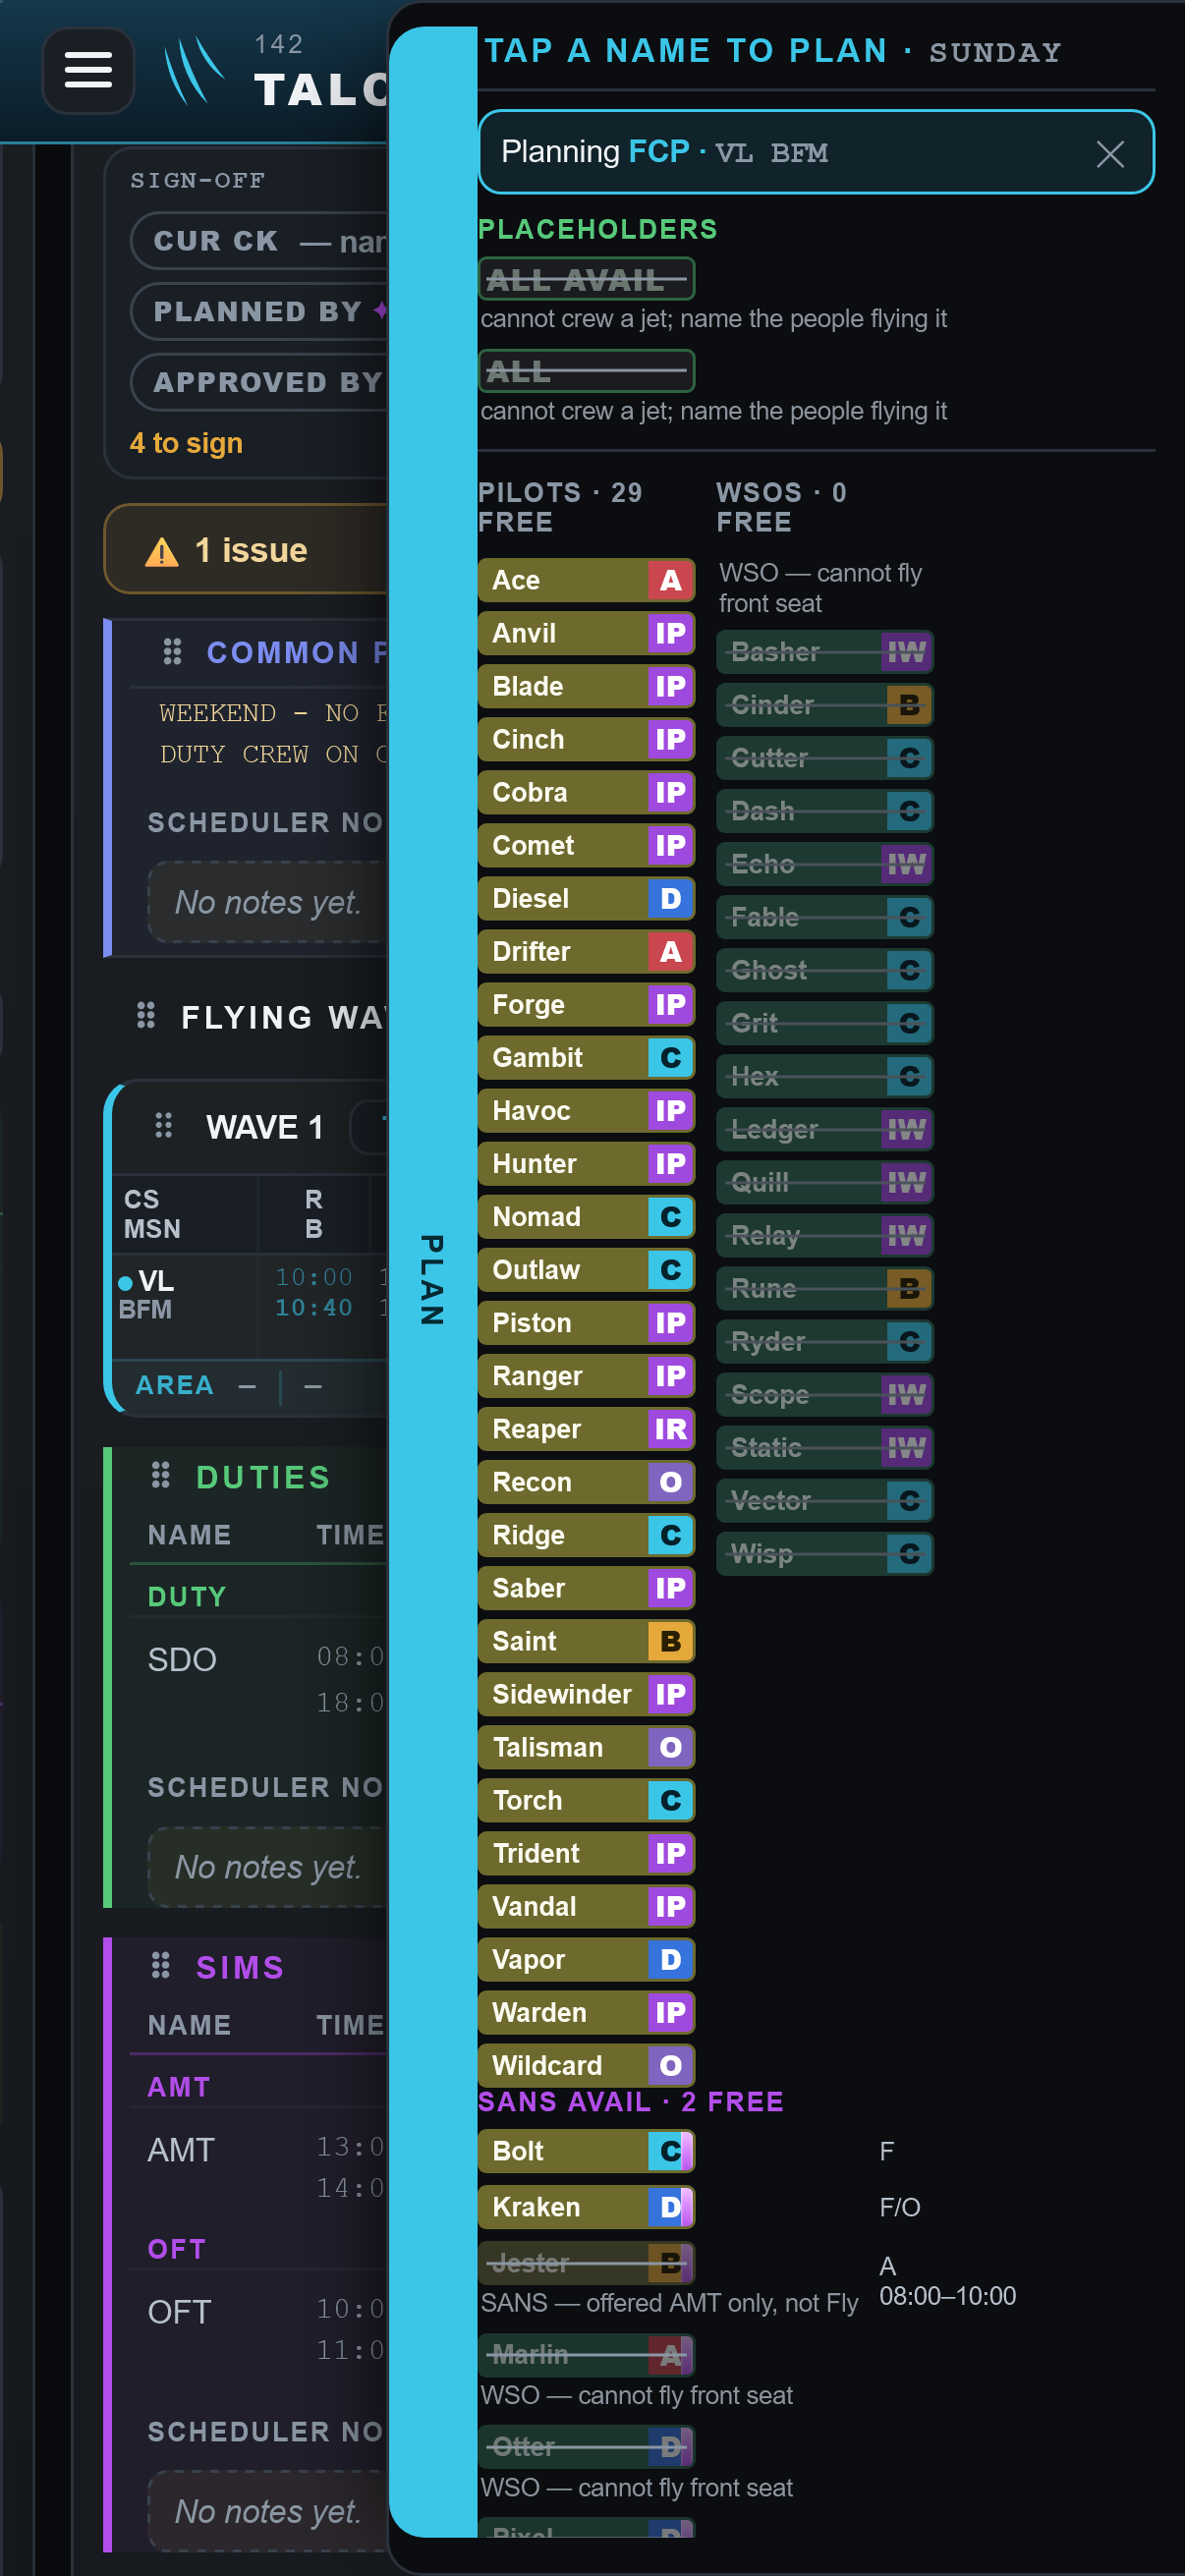 142
TALO
SIGN-OFF
CUR CK — nam
PLANNED BY
APPROVED BY
4 to sign
1 issue
COMMON
WEEKEND - NO
DUTY CREW ON
SCHEDULER NO
No notes yet.
FLYING WAV
WAVE 1
CS
MSN
R
B
VL
BFM
10:00
10:40
AREA – –
DUTIES
NAME TIME
DUTY
SDO 08:0
18:0
SCHEDULER NO
No notes yet.
SIMS
NAME TIME
AMT
AMT 13:0
14:0
OFT
OFT 10:0
11:0
SCHEDULER NO
No notes yet.
PLAN
TAP A NAME TO PLAN · SUNDAY
Planning FCP · VL BFM
PLACEHOLDERS
ALL AVAIL
cannot crew a jet; name the people flying it
ALL
cannot crew a jet; name the people flying it
PILOTS · 29
FREE
Ace A
Anvil IP
Blade IP
Cinch IP
Cobra IP
Comet IP
Diesel D
Drifter A
Forge IP
Gambit C
Havoc IP
Hunter IP
Nomad C
Outlaw C
Piston IP
Ranger IP
Reaper IR
Recon O
Ridge C
Saber IP
Saint B
Sidewinder IP
Talisman O
Torch C
Trident IP
Vandal IP
Vapor D
Warden IP
Wildcard O
WSOS · 0
FREE
WSO — cannot fly
front seat
Basher IW
Cinder B
Cutter C
Dash C
Echo IW
Fable C
Ghost C
Grit C
Hex C
Ledger IW
Quill IW
Relay IW
Rune B
Ryder C
Scope IW
Static IW
Vector C
Wisp C
SANS AVAIL · 2 FREE
Bolt C F
Kraken D F/O
Jester B A
08:00–10:00
SANS — offered AMT only, not Fly
Marlin A
WSO — cannot fly front seat
Otter D
WSO — cannot fly front seat
Pixel D